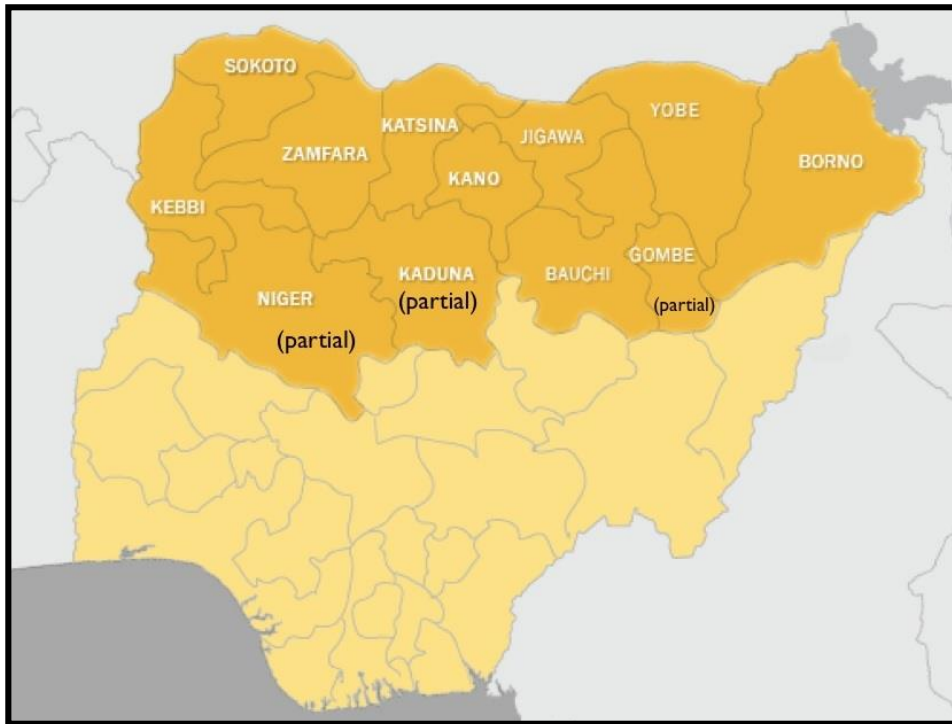 SOKOTO
YOBE
KATSINA
JIGAWA
ZAMFARA
BORNO
KANO
KEBBI
GOMBE
BAUCHI
KADUNA
(partial)
NIGER
(partial)
(partial)